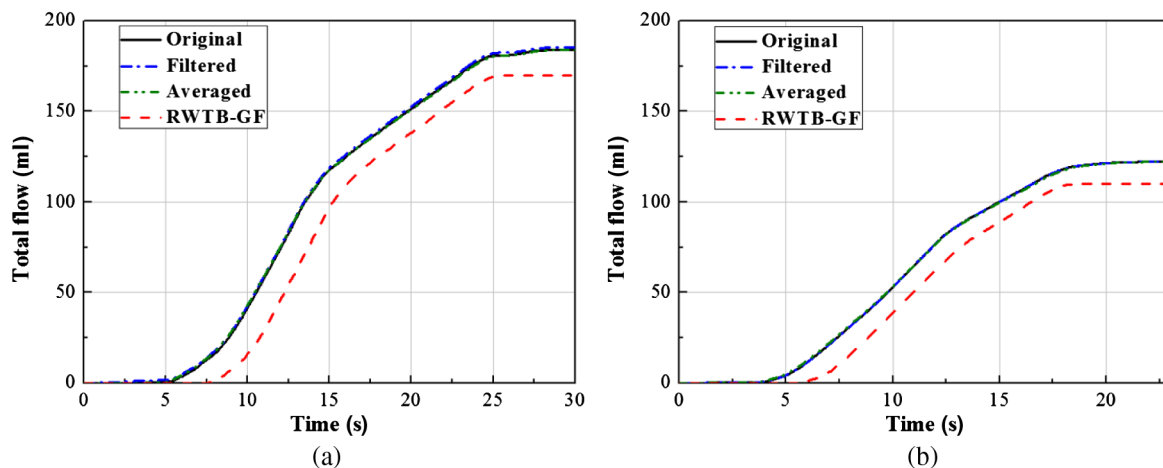 200
150
100
50
0
Total flow (ml)
Original
Filtered
Averaged
RWTB-GF
0 5 10 15 20 25 30
Time (s)
(a)
200
150
100
50
0
Total flow (ml)
Original
Filtered
Averaged
RWTB-GF
0 5 10 15 20
Time (s)
(b)